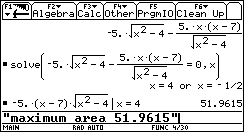 F1 F2 F3 F4 F5 F6
Algebra Calc Other PrgmIO Clean Up
-5.·√x²-4 - 5.·x·(x-7)/√x²-4
▪ solve(-5.·√x²-4 - 5.·x·(x-7)/√x²-4 = 0, x)
x = 4 or x = -1/2
▪ -5.·(x-7)·√x²-4 | x = 4 51.9615
"maximum area 51.9615"
MAIN RAD AUTO FUNC 4/30